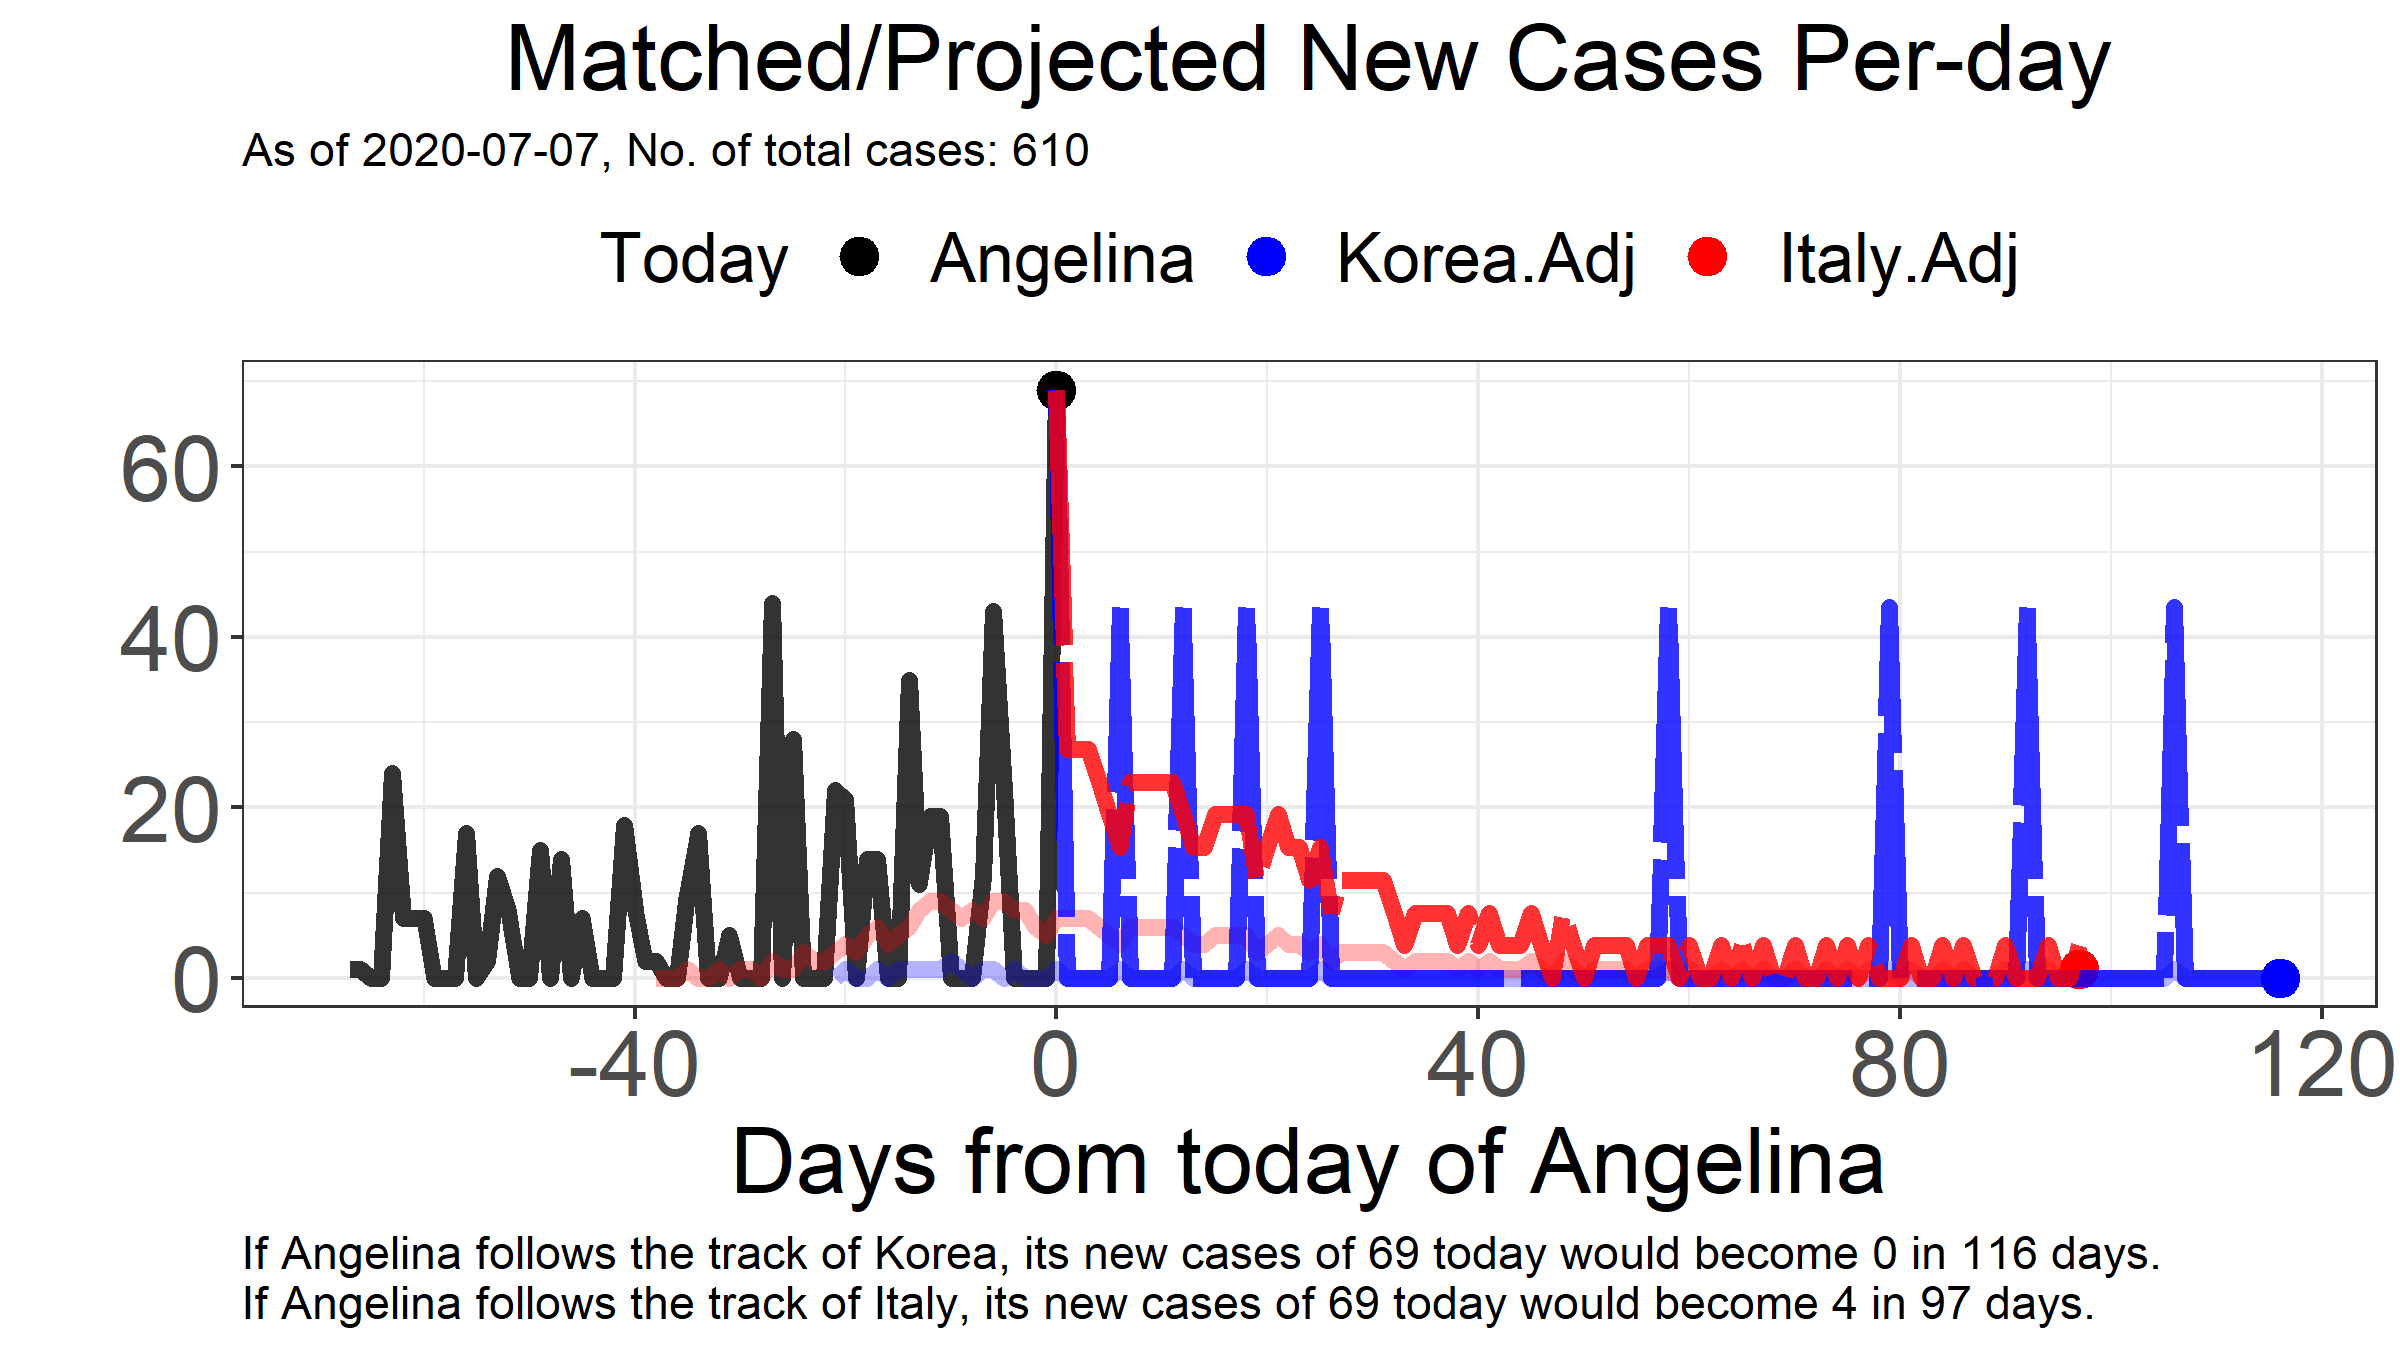 Matched/Projected New Cases Per-day
As of 2020-07-07, No. of total cases: 610
Today Angelina Korea.Adj Italy.Adj
60
40
20
0
-40 0 40 80 120
Days from today of Angelina
If Angelina follows the track of Korea, its new cases of 69 today would become 0 in 116 days.
If Angelina follows the track of Italy, its new cases of 69 today would become 4 in 97 days.